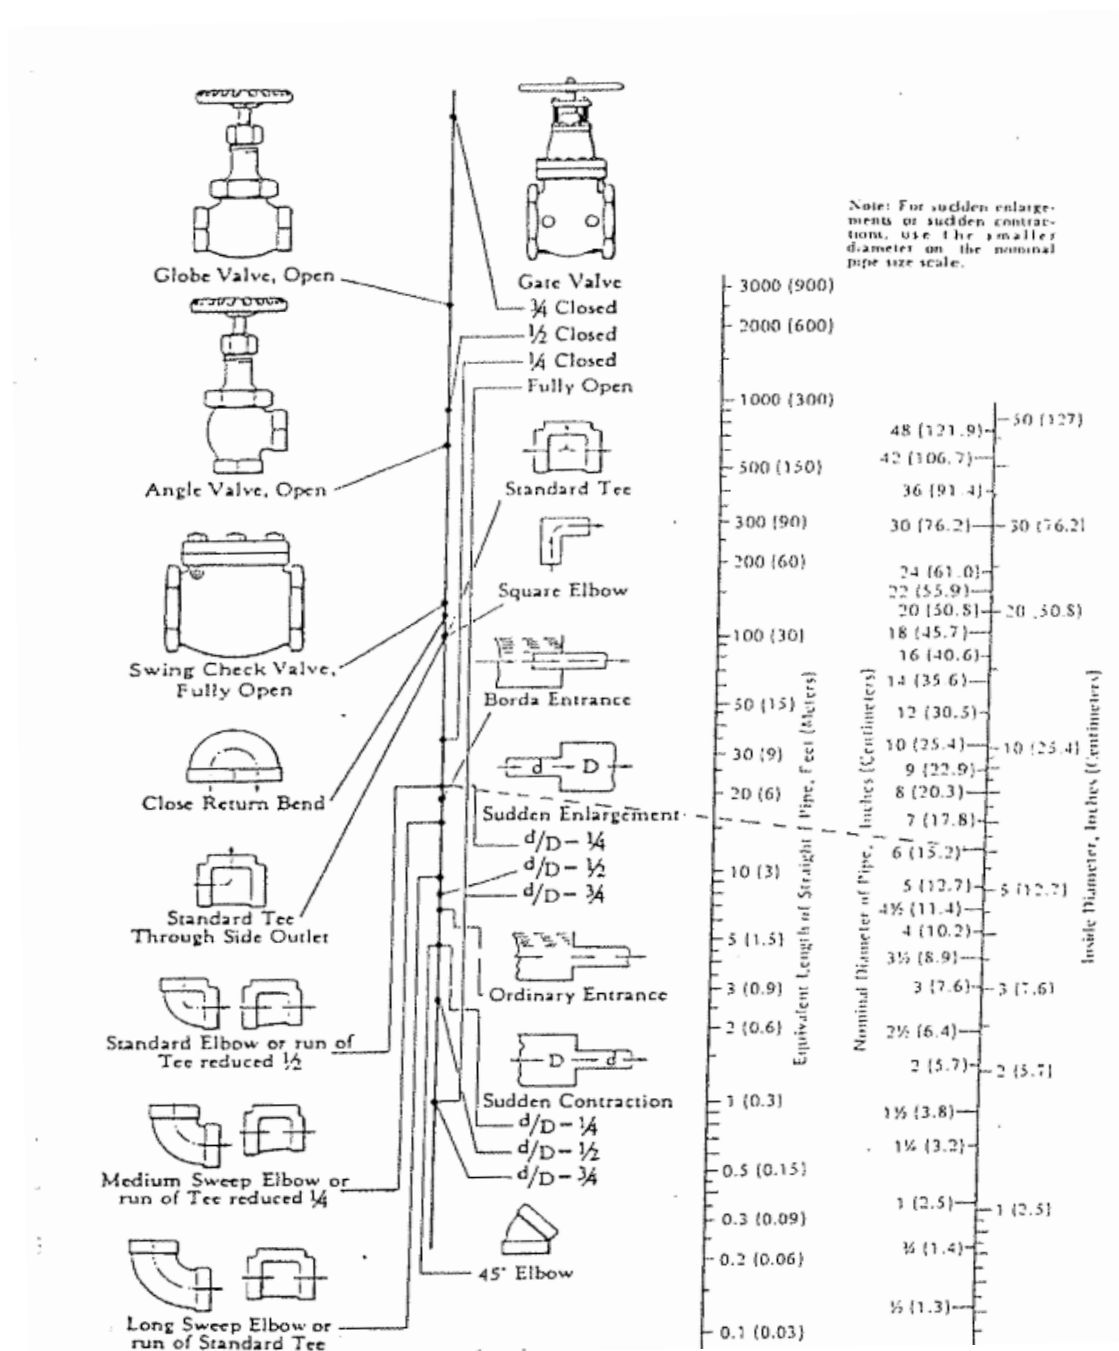 Note: For sudden enlarge-
ments or sudden contrac-
tions, use the smaller
diameter on the nominal
pipe size scale.
Globe Valve, Open
Angle Valve, Open
Swing Check Valve,
Fully Open
Close Return Bend
Standard Tee
Through Side Outlet
Standard Elbow or run of
Tee reduced ½
Medium Sweep Elbow or
run of Tee reduced ¼
Long Sweep Elbow or
run of Standard Tee
Gate Valve
¾ Closed
½ Closed
¼ Closed
Fully Open
Standard Tee
Square Elbow
Borda Entrance
d
D
Sudden Enlargement
d/D-¼
d/D-½
d/D-¾
Ordinary Entrance
D
d
Sudden Contraction
d/D-¼
d/D-½
d/D-¾
45° Elbow
3000 (900)
2000 (600)
1000 (300)
500 (150)
300 (90)
200 (60)
100 (30)
50 (15)
30 (9)
20 (6)
10 (3)
5 (1.5)
3 (0.9)
2 (0.6)
1 (0.3)
0.5 (0.15)
0.3 (0.09)
0.2 (0.06)
0.1 (0.03)
Equivalent Length of Straight Pipe, Feet (Meters)
Nominal Diameter of Pipe, Inches (Centimeters)
48 (121.9)
42 (106.7)
36 (91.4)
30 (76.2)
24 (61.0)
22 (55.9)
20 (50.8)
18 (45.7)
16 (40.6)
14 (35.6)
12 (30.5)
10 (25.4)
9 (22.9)
8 (20.3)
7 (17.8)
6 (15.2)
5 (12.7)
4½ (11.4)
4 (10.2)
3½ (8.9)
3 (7.6)
2½ (6.4)
2 (5.7)
1½ (3.8)
(3.2)
1 (2.5)
(1.4)
½ (1.3)
50 (127)
30 (76.2)
20 (50.8)
10 (25.4)
5 (12.7)
3 (7.6)
2 (5.7)
1 (2.5)
Inside Diameter, Inches (Centimeters)